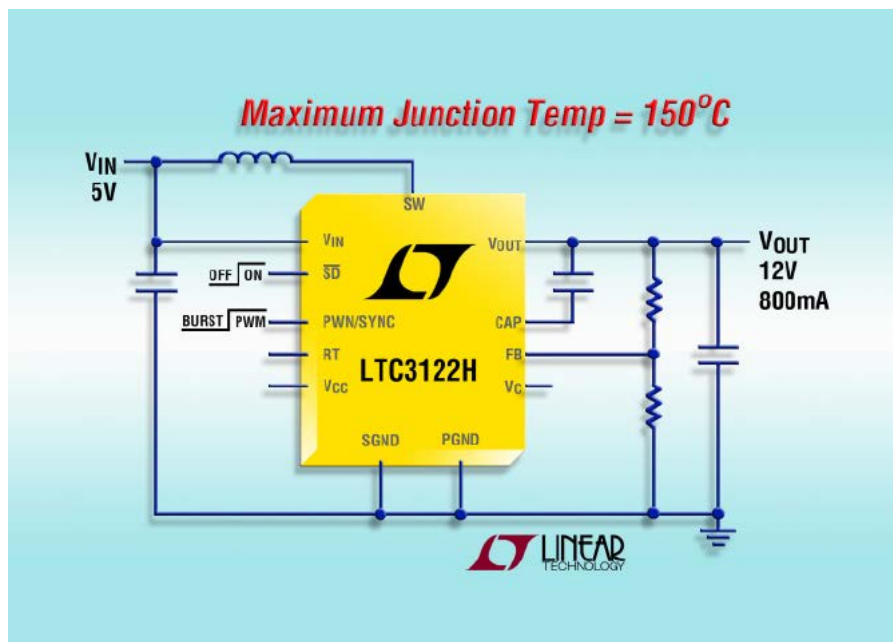 Maximum Junction Temp = 150°C
VIN
5V
SW
VIN
VOUT
VOUT
12V
800mA
OFF ON
SD
BURST PWM
PWN/SYNC
CAP
RT
FB
LTC3122H
VCC
VC
SGND
PGND
LINEAR
TECHNOLOGY